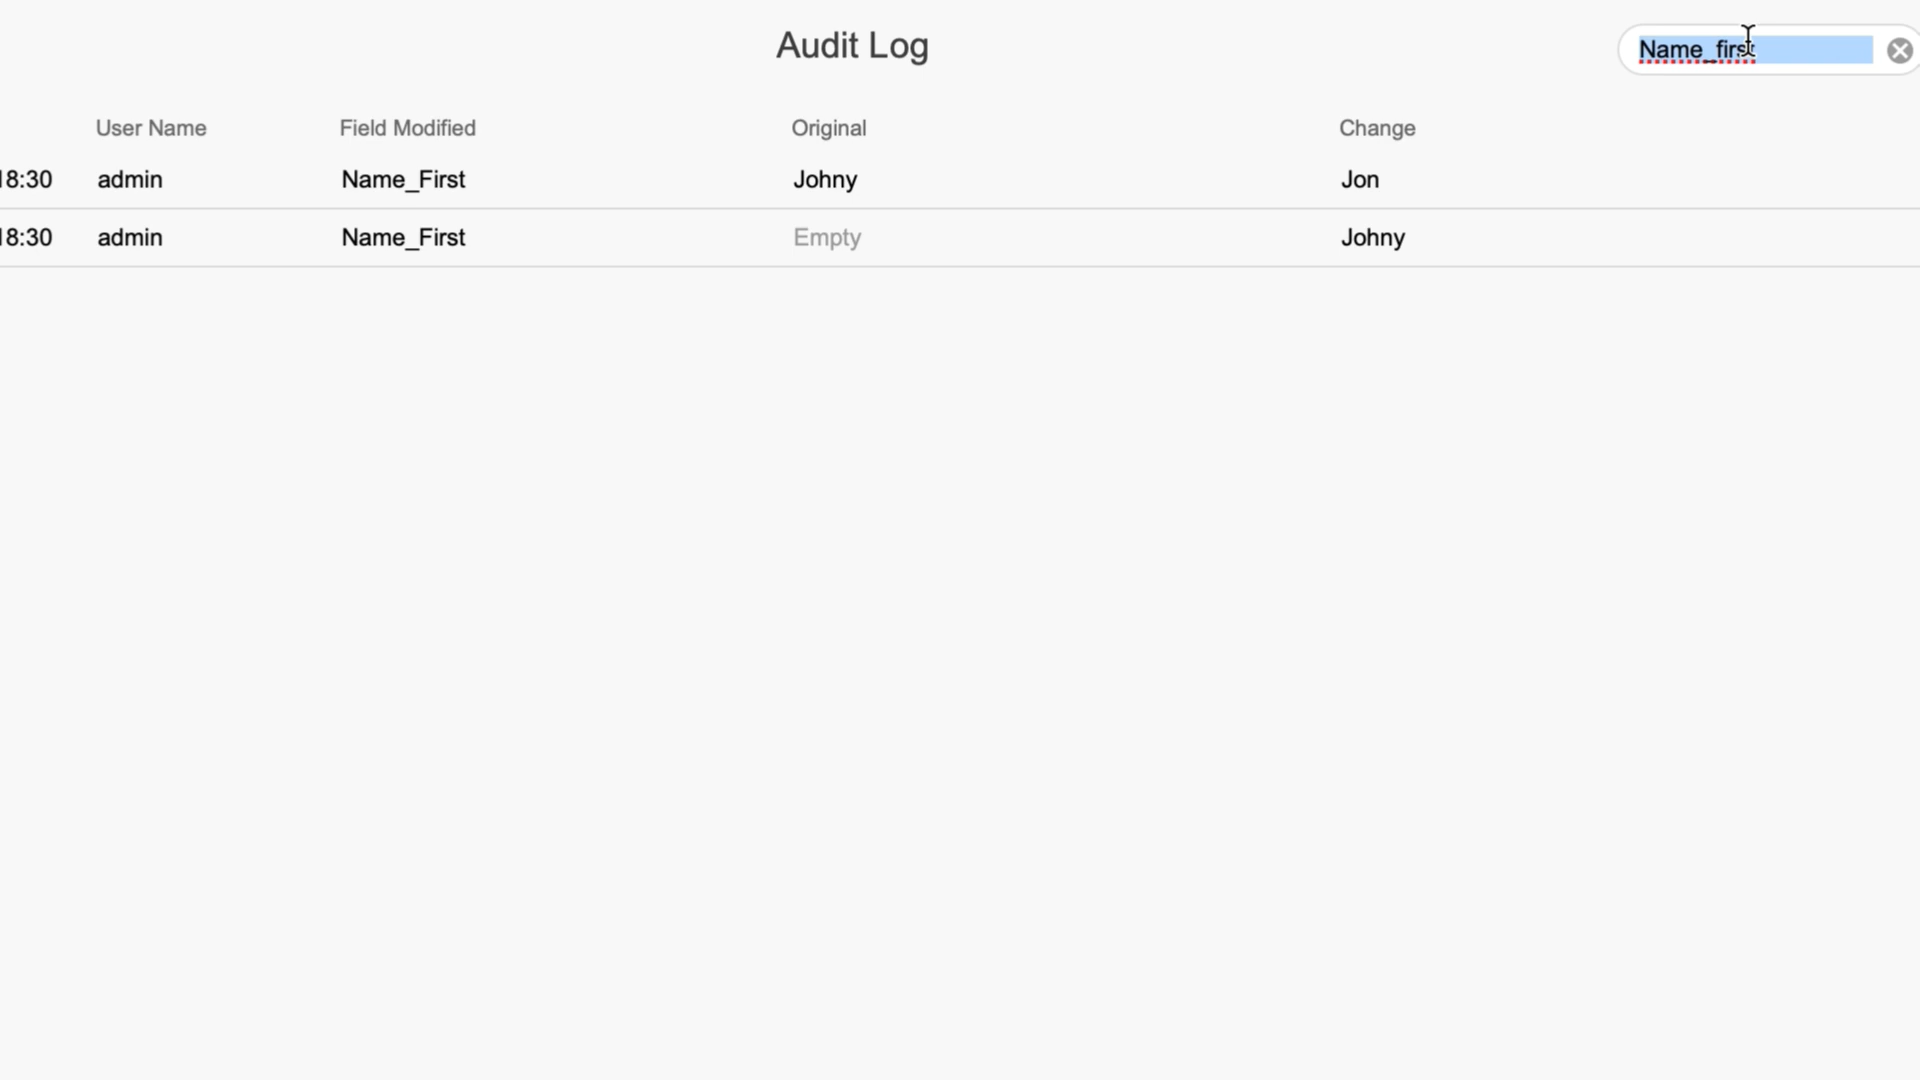 Audit Log
Name_first
User Name Field Modified Original Change
18:30 admin Name_First Johny Jon
18:30 admin Name_First Empty Johny